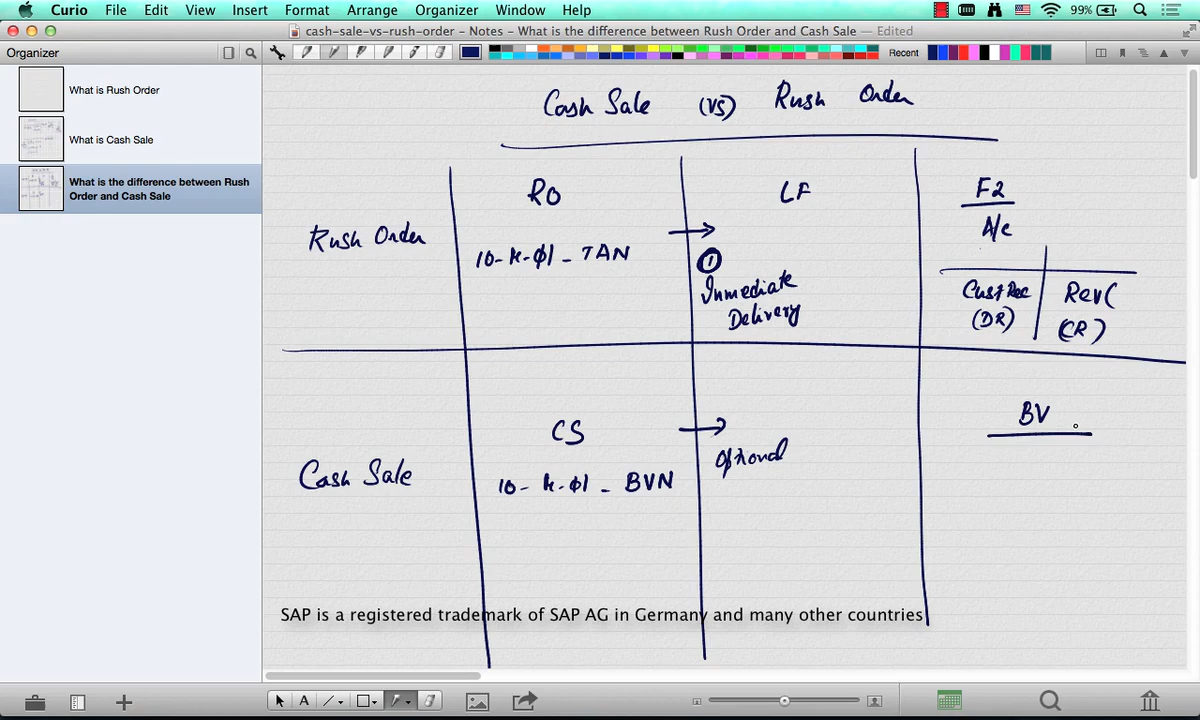 Curio File Edit View Insert Format Arrange Organizer Window Help 99%
cash-sale-vs-rush-order – Notes – What is the difference between Rush Order and Cash Sale — Edited
Organizer
Recent
What is Rush Order
What is Cash Sale
What is the difference between Rush
Order and Cash Sale
Cash Sale (VS) Rush Order
RO
LF
F2
A/c
Rush Order
10-K-01 - TAN
1
Immediate
Delivery
Cust Rec
(DR)
Rev(
(CR)
CS
BV
Cash Sale
10-K-01 - BVN
Optional
SAP is a registered trademark of SAP AG in Germany and many other countries
A